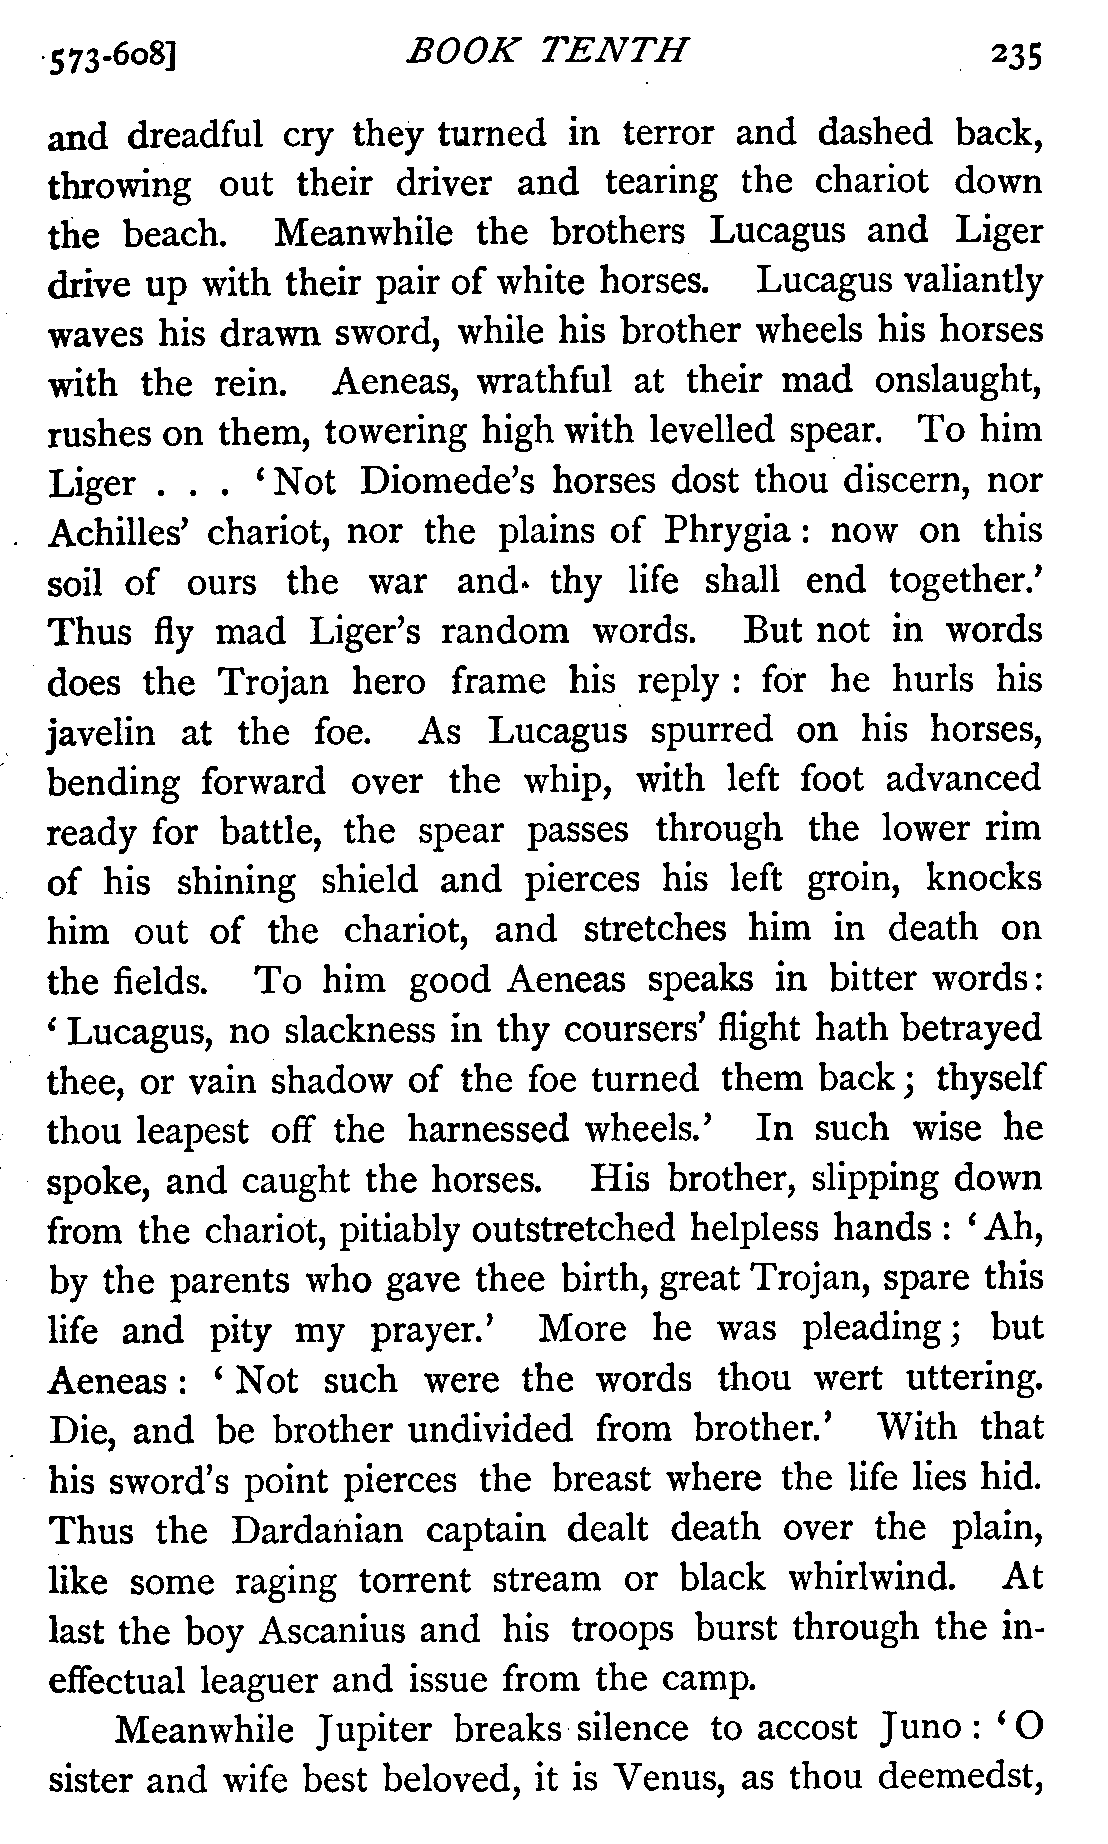 573-608] BOOK TENTH 235
and dreadful cry they turned in terror and dashed back,
throwing out their driver and tearing the chariot down
the beach. Meanwhile the brothers Lucagus and Liger
drive up with their pair of white horses. Lucagus valiantly
waves his drawn sword, while his brother wheels his horses
with the rein. Aeneas, wrathful at their mad onslaught,
rushes on them, towering high with levelled spear. To him
Liger . . . ‘Not Diomede’s horses dost thou discern, nor
Achilles’ chariot, nor the plains of Phrygia : now on this
soil of ours the war and thy life shall end together.’
Thus fly mad Liger’s random words. But not in words
does the Trojan hero frame his reply : for he hurls his
javelin at the foe. As Lucagus spurred on his horses,
bending forward over the whip, with left foot advanced
ready for battle, the spear passes through the lower rim
of his shining shield and pierces his left groin, knocks
him out of the chariot, and stretches him in death on
the fields. To him good Aeneas speaks in bitter words:
‘Lucagus, no slackness in thy coursers’ flight hath betrayed
thee, or vain shadow of the foe turned them back ; thyself
thou leapest off the harnessed wheels.’ In such wise he
spoke, and caught the horses. His brother, slipping down
from the chariot, pitiably outstretched helpless hands : ‘Ah,
by the parents who gave thee birth, great Trojan, spare this
life and pity my prayer.’ More he was pleading ; but
Aeneas : ‘Not such were the words thou wert uttering.
Die, and be brother undivided from brother.’ With that
his sword’s point pierces the breast where the life lies hid.
Thus the Dardanian captain dealt death over the plain,
like some raging torrent stream or black whirlwind. At
last the boy Ascanius and his troops burst through the in-
effectual leaguer and issue from the camp.
Meanwhile Jupiter breaks silence to accost Juno : ‘O
sister and wife best beloved, it is Venus, as thou deemedst,